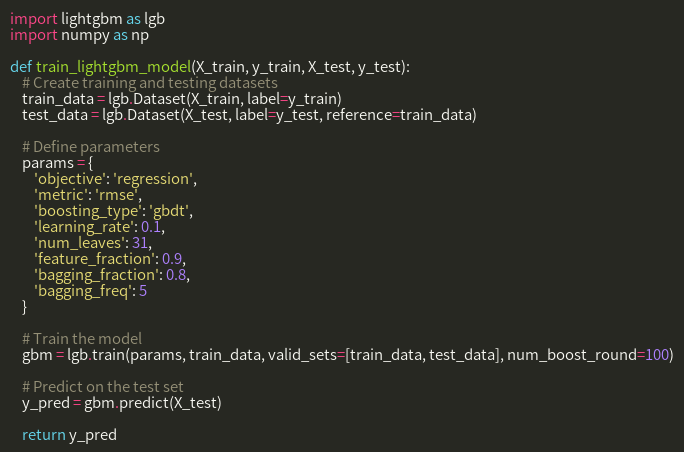 import lightgbm as lgb
import numpy as np

def train_lightgbm_model(X_train, y_train, X_test, y_test):
    # Create training and testing datasets
    train_data = lgb.Dataset(X_train, label=y_train)
    test_data = lgb.Dataset(X_test, label=y_test, reference=train_data)

    # Define parameters
    params = {
        'objective': 'regression',
        'metric': 'rmse',
        'boosting_type': 'gbdt',
        'learning_rate': 0.1,
        'num_leaves': 31,
        'feature_fraction': 0.9,
        'bagging_fraction': 0.8,
        'bagging_freq': 5
    }

    # Train the model
    gbm = lgb.train(params, train_data, valid_sets=[train_data, test_data], num_boost_round=100)

    # Predict on the test set
    y_pred = gbm.predict(X_test)

    return y_pred